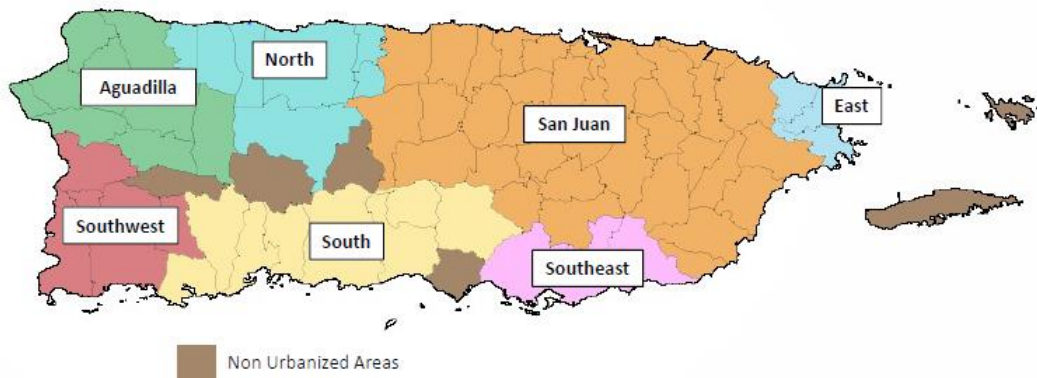 North
Aguadilla
East
San Juan
Southwest
South
Southeast
Non Urbanized Areas